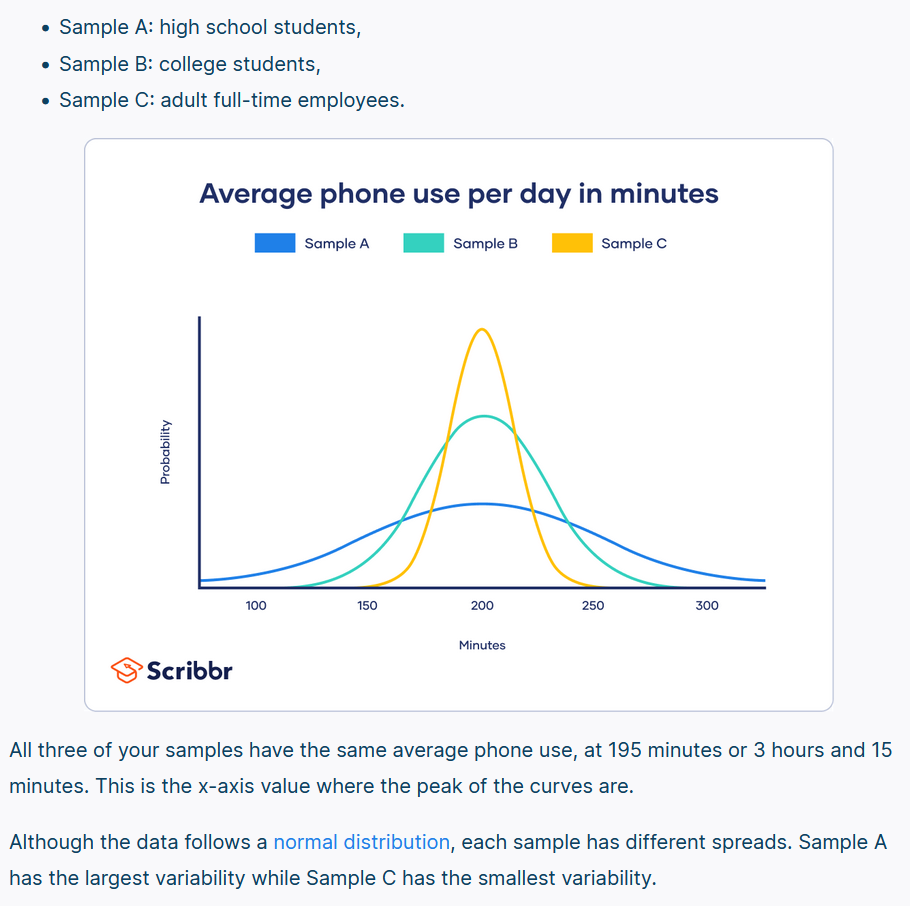 • Sample A: high school students,
• Sample B: college students,
• Sample C: adult full-time employees.
Average phone use per day in minutes
Sample A Sample B Sample C
Probability
100 150 200 250 300
Minutes
Scribbr
All three of your samples have the same average phone use, at 195 minutes or 3 hours and 15
minutes. This is the x-axis value where the peak of the curves are.
Although the data follows a normal distribution, each sample has different spreads. Sample A
has the largest variability while Sample C has the smallest variability.